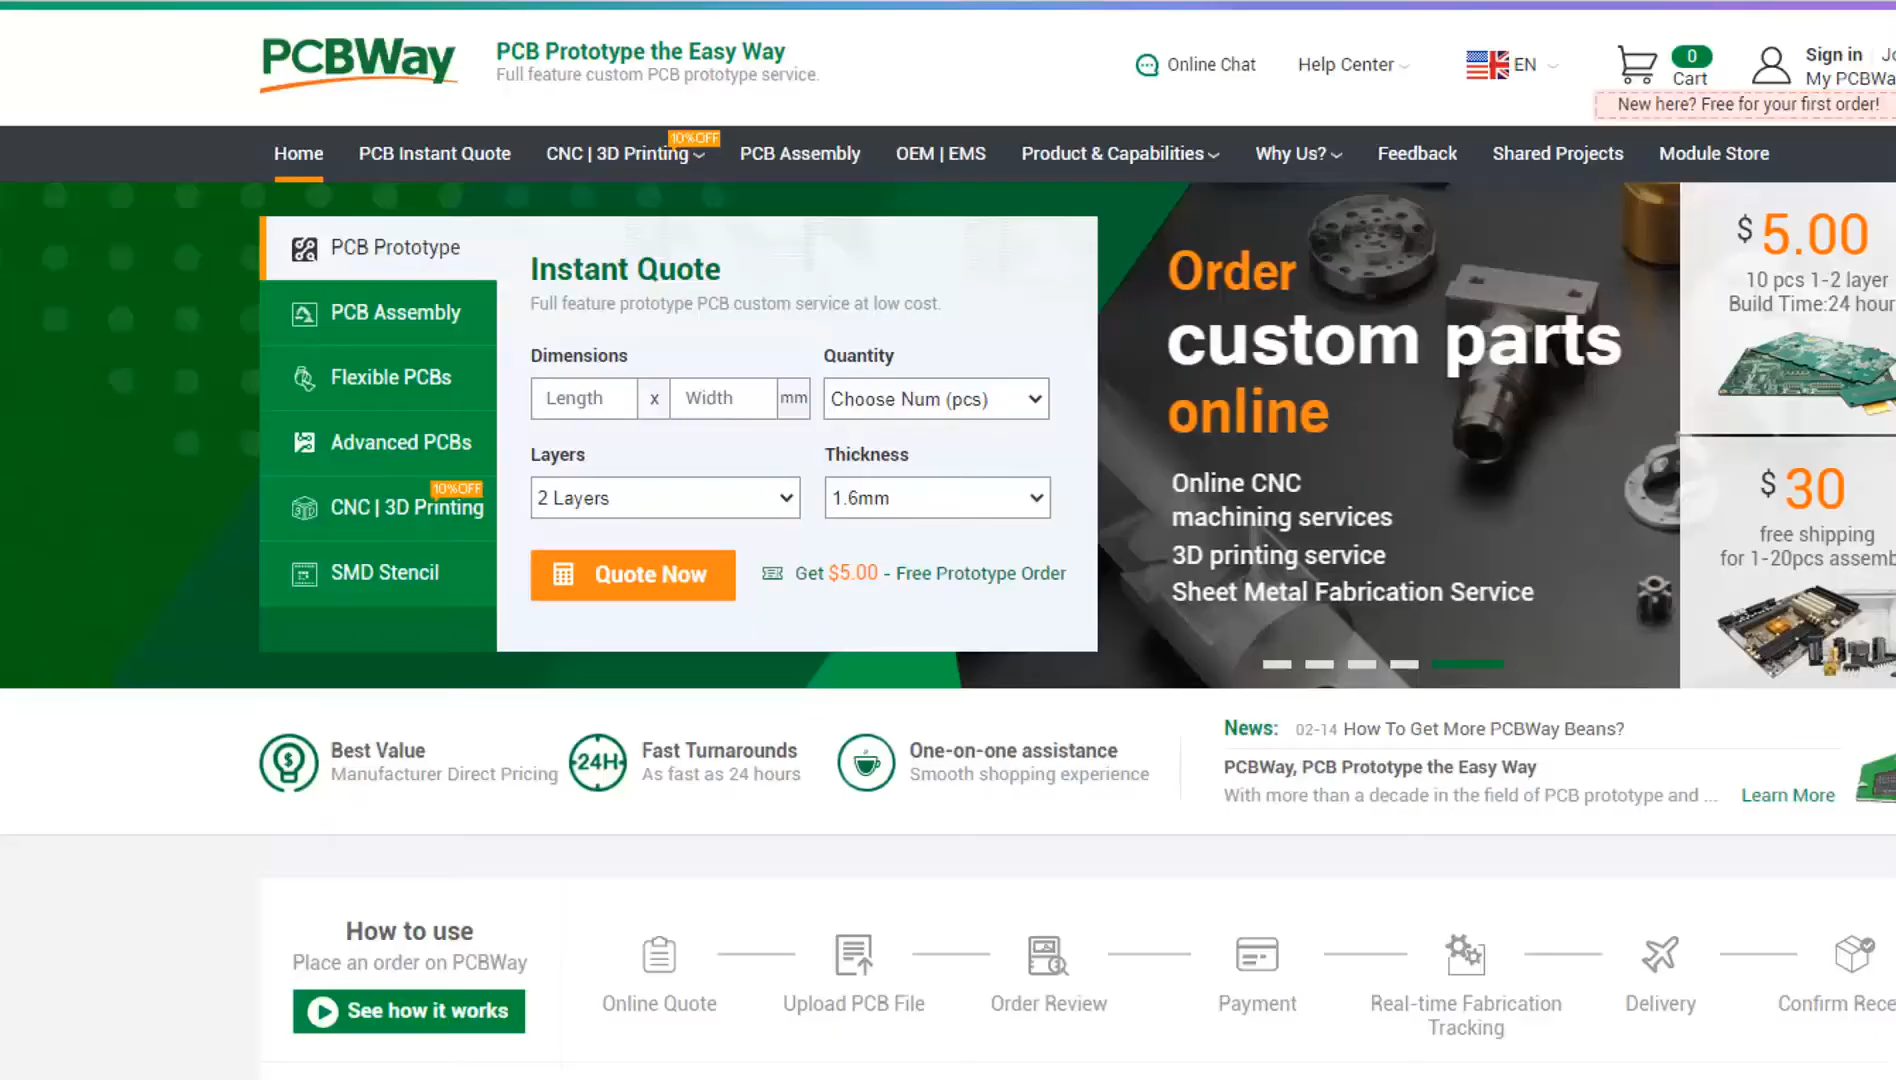 PCBWay
PCB Prototype the Easy Way
Full feature custom PCB prototype service.
Online Chat
Help Center
EN
0
Cart
Sign in
My PCBWa
New here? Free for your first order!
Home
PCB Instant Quote
CNC | 3D Printing
10%OFF
PCB Assembly
OEM | EMS
Product & Capabilities
Why Us?
Feedback
Shared Projects
Module Store
PCB Prototype
PCB Assembly
Flexible PCBs
Advanced PCBs
10%OFF
CNC | 3D Printing
SMD Stencil
Instant Quote
Full feature prototype PCB custom service at low cost.
Dimensions
Quantity
Length x Width mm
Choose Num (pcs)
Layers
Thickness
2 Layers
1.6mm
Quote Now
Get $5.00 - Free Prototype Order
Order
custom parts
online
Online CNC
machining services
3D printing service
Sheet Metal Fabrication Service
$ 5.00
10 pcs 1-2 layer
Build Time:24 hour
$ 30
free shipping
for 1-20pcs assemb
Best Value
Manufacturer Direct Pricing
24H
Fast Turnarounds
As fast as 24 hours
One-on-one assistance
Smooth shopping experience
News: 02-14 How To Get More PCBWay Beans?
PCBWay, PCB Prototype the Easy Way
With more than a decade in the field of PCB prototype and ... Learn More
How to use
Place an order on PCBWay
See how it works
Online Quote
Upload PCB File
Order Review
Payment
Real-time Fabrication
Tracking
Delivery
Confirm Rece